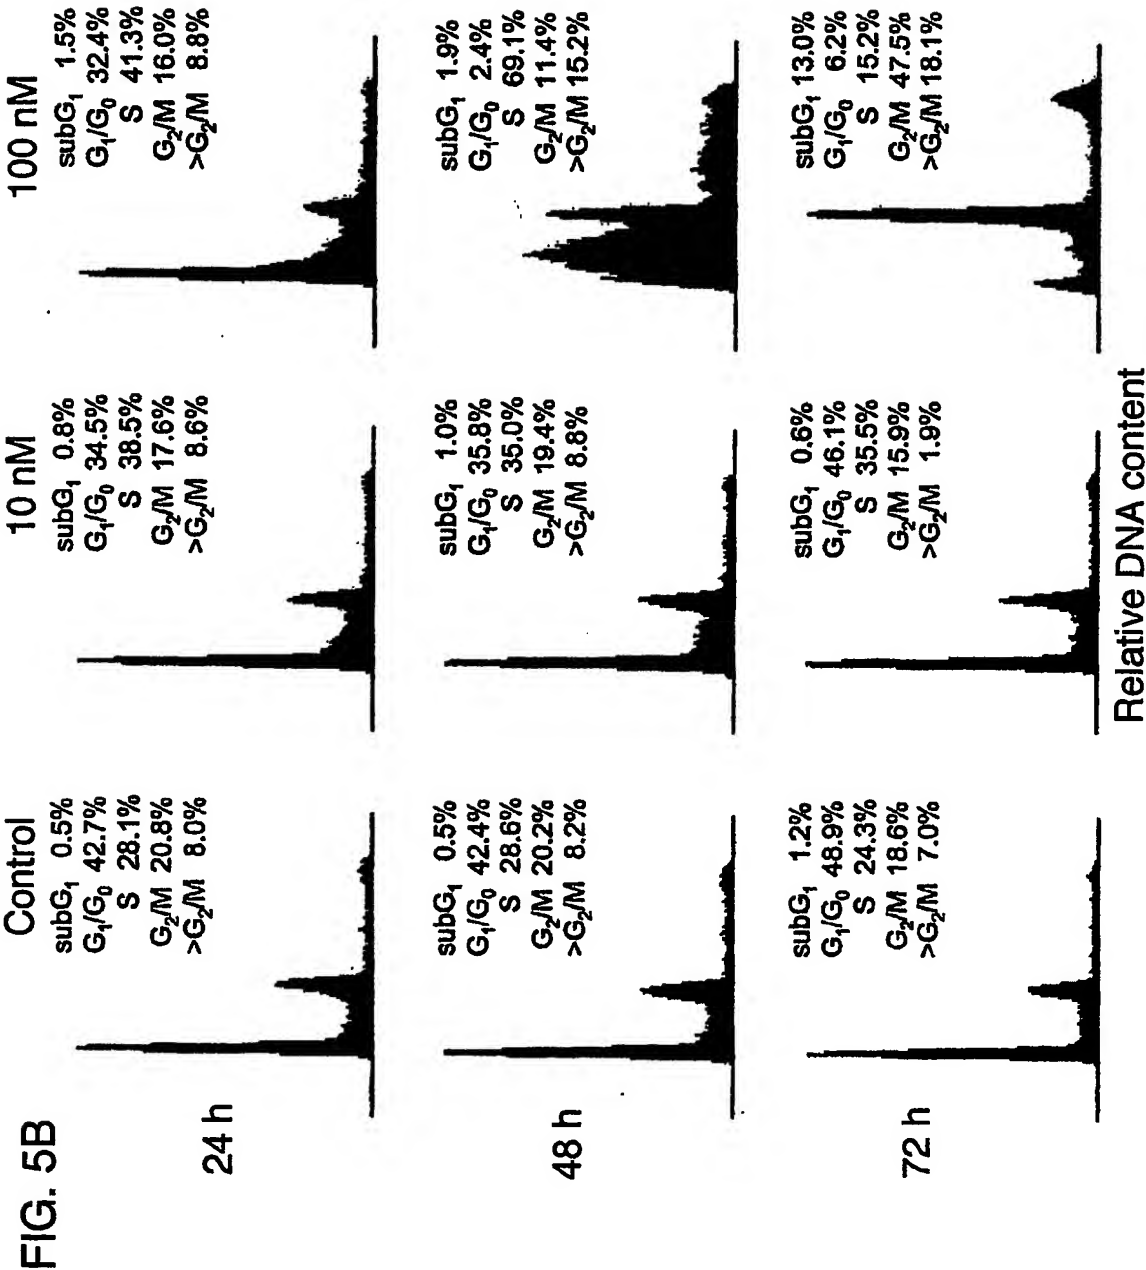 FIG. 5B
Control
10 nM
100 nM
24 h
subG₁ 0.5%
G₁/G₀ 42.7%
S 28.1%
G₂/M 20.8%
>G₂/M 8.0%
subG₁ 0.8%
G₁/G₀ 34.5%
S 38.5%
G₂/M 17.6%
>G₂/M 8.6%
subG₁ 1.5%
G₁/G₀ 32.4%
S 41.3%
G₂/M 16.0%
>G₂/M 8.8%
48 h
subG₁ 0.5%
G₁/G₀ 42.4%
S 28.6%
G₂/M 20.2%
>G₂/M 8.2%
subG₁ 1.0%
G₁/G₀ 35.8%
S 35.0%
G₂/M 19.4%
>G₂/M 8.8%
subG₁ 1.9%
G₁/G₀ 2.4%
S 69.1%
G₂/M 11.4%
>G₂/M 15.2%
72 h
subG₁ 1.2%
G₁/G₀ 48.9%
S 24.3%
G₂/M 18.6%
>G₂/M 7.0%
subG₁ 0.6%
G₁/G₀ 46.1%
S 35.5%
G₂/M 15.9%
>G₂/M 1.9%
subG₁ 13.0%
G₁/G₀ 6.2%
S 15.2%
G₂/M 47.5%
>G₂/M 18.1%
Relative DNA content